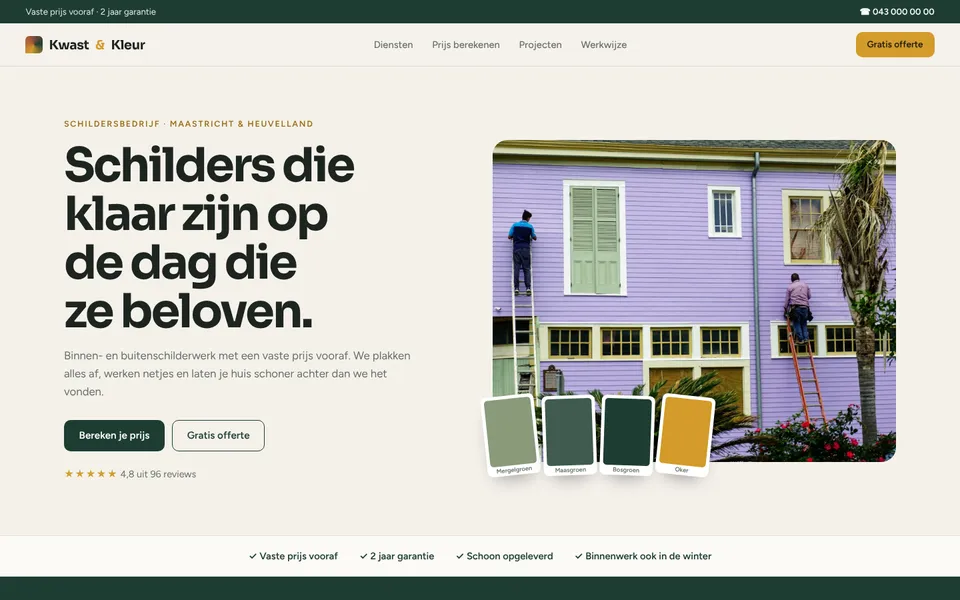 Vaste prijs vooraf · 2 jaar garantie
☎ 043 000 00 00
Kwast & Kleur
Diensten
Prijs berekenen
Projecten
Werkwijze
Gratis offerte
SCHILDERSBEDRIJF · MAASTRICHT & HEUVELLAND
Schilders die
klaar zijn op
de dag die
ze beloven.
Binnen- en buitenschilderwerk met een vaste prijs vooraf. We plakken
alles af, werken netjes en laten je huis schoner achter dan we het
vonden.
Bereken je prijs
Gratis offerte
★★★★★ 4,8 uit 96 reviews
Mergelgroen
Maasgroen
Bosgroen
Oker
✓ Vaste prijs vooraf
✓ 2 jaar garantie
✓ Schoon opgeleverd
✓ Binnenwerk ook in de winter